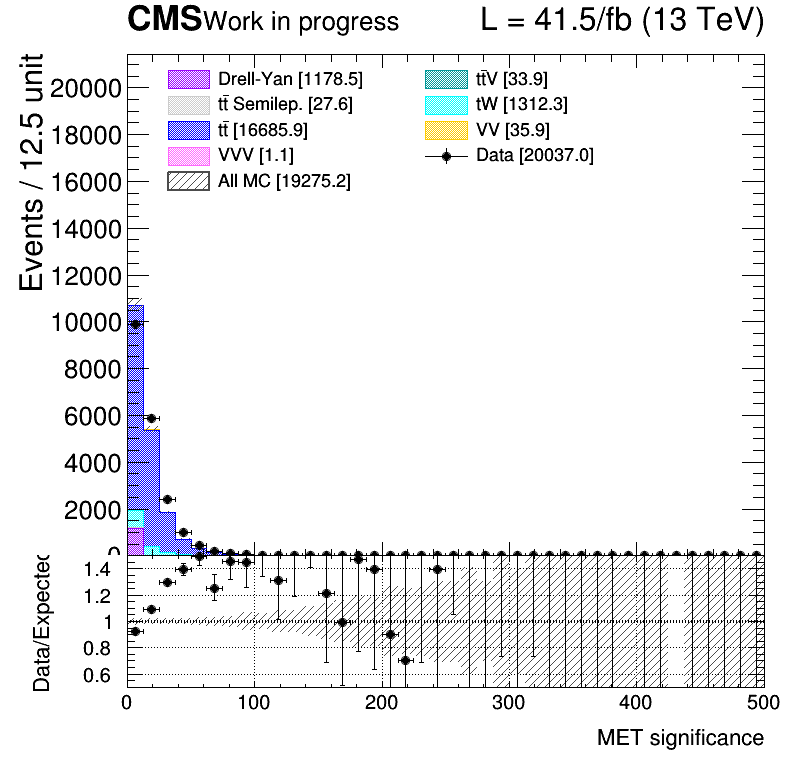 CMS Work in progress L = 41.5/fb (13 TeV)
Events / 12.5 unit
20000
18000
16000
14000
12000
10000
8000
6000
4000
2000
0
Drell-Yan [1178.5]
tt̄ Semilep. [27.6]
tt̄ [16685.9]
VVV [1.1]
All MC [19275.2]
tt̄V [33.9]
tW [1312.3]
VV [35.9]
Data [20037.0]
Data/Expected
1.4
1.2
1
0.8
0.6
0 100 200 300 400 500
MET significance